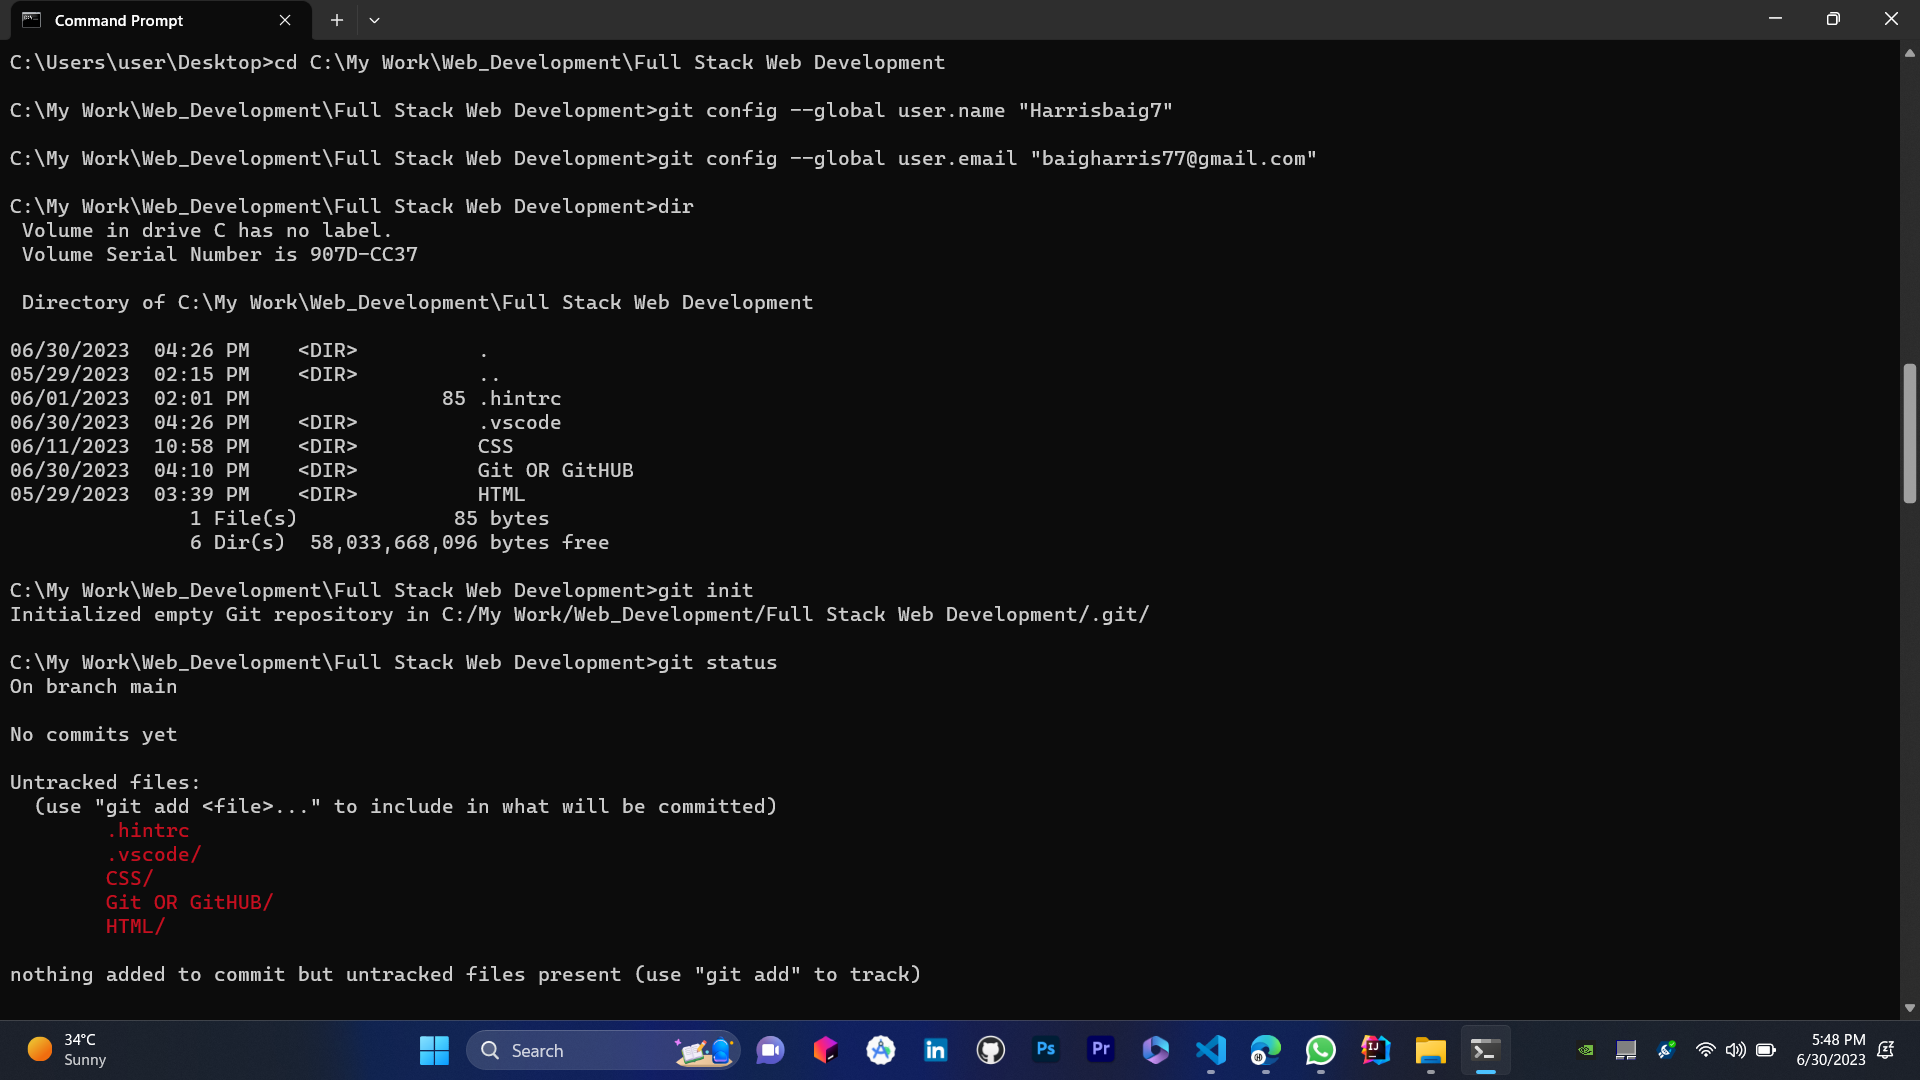 Command Prompt
C:\Users\user\Desktop>cd C:\My Work\Web_Development\Full Stack Web Development
C:\My Work\Web_Development\Full Stack Web Development>git config --global user.name "Harrisbaig7"
C:\My Work\Web_Development\Full Stack Web Development>git config --global user.email "baigharris77@gmail.com"
C:\My Work\Web_Development\Full Stack Web Development>dir
 Volume in drive C has no label.
 Volume Serial Number is 907D-CC37
 Directory of C:\My Work\Web_Development\Full Stack Web Development
06/30/2023  04:26 PM    <DIR>          .
05/29/2023  02:15 PM    <DIR>          ..
06/01/2023  02:01 PM                85 .hintrc
06/30/2023  04:26 PM    <DIR>          .vscode
06/11/2023  10:58 PM    <DIR>          CSS
06/30/2023  04:10 PM    <DIR>          Git OR GitHUB
05/29/2023  03:39 PM    <DIR>          HTML
               1 File(s)             85 bytes
               6 Dir(s)  58,033,668,096 bytes free
C:\My Work\Web_Development\Full Stack Web Development>git init
Initialized empty Git repository in C:/My Work/Web_Development/Full Stack Web Development/.git/
C:\My Work\Web_Development\Full Stack Web Development>git status
On branch main
No commits yet
Untracked files:
  (use "git add <file>..." to include in what will be committed)
        .hintrc
        .vscode/
        CSS/
        Git OR GitHUB/
        HTML/
nothing added to commit but untracked files present (use "git add" to track)
34°C
Sunny
Search
in
Ps
Pr
IJ
5:48 PM
6/30/2023